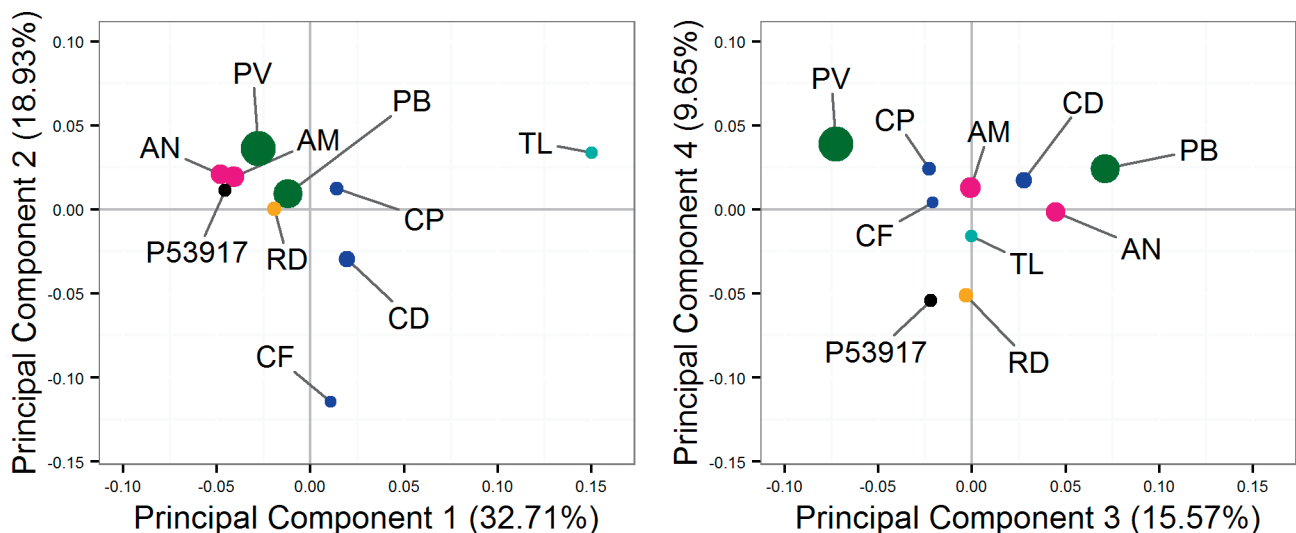 Principal Component 2 (18.93%)
0.10
0.05
0.00
-0.05
-0.10
-0.15
PV
PB
AN
AM
TL
P53917
RD
CP
CD
CF
-0.10
-0.05
0.00
0.05
0.10
0.15
Principal Component 1 (32.71%)
Principal Component 4 (9.65%)
0.10
0.05
0.00
-0.05
-0.10
-0.15
PV
CP
AM
CD
PB
CF
TL
AN
P53917
RD
-0.10
-0.05
0.00
0.05
0.10
0.15
Principal Component 3 (15.57%)